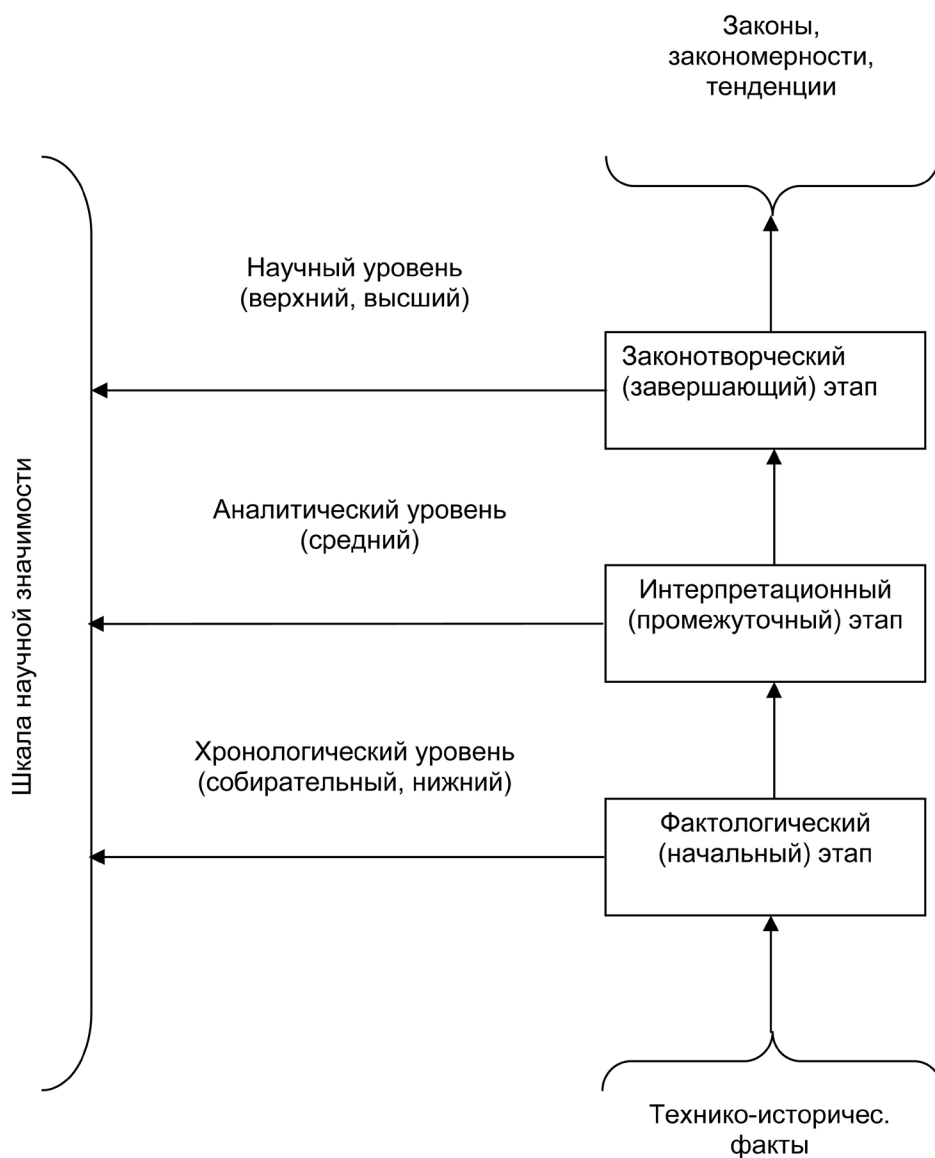 Законы,
закономерности,
тенденции
Научный уровень
(верхний, высший)
Законотворческий
(завершающий) этап
Шкала научной значимости
Аналитический уровень
(средний)
Интерпретационный
(промежуточный) этап
Хронологический уровень
(собирательный, нижний)
Фактологический
(начальный) этап
Технико-историчес.
факты